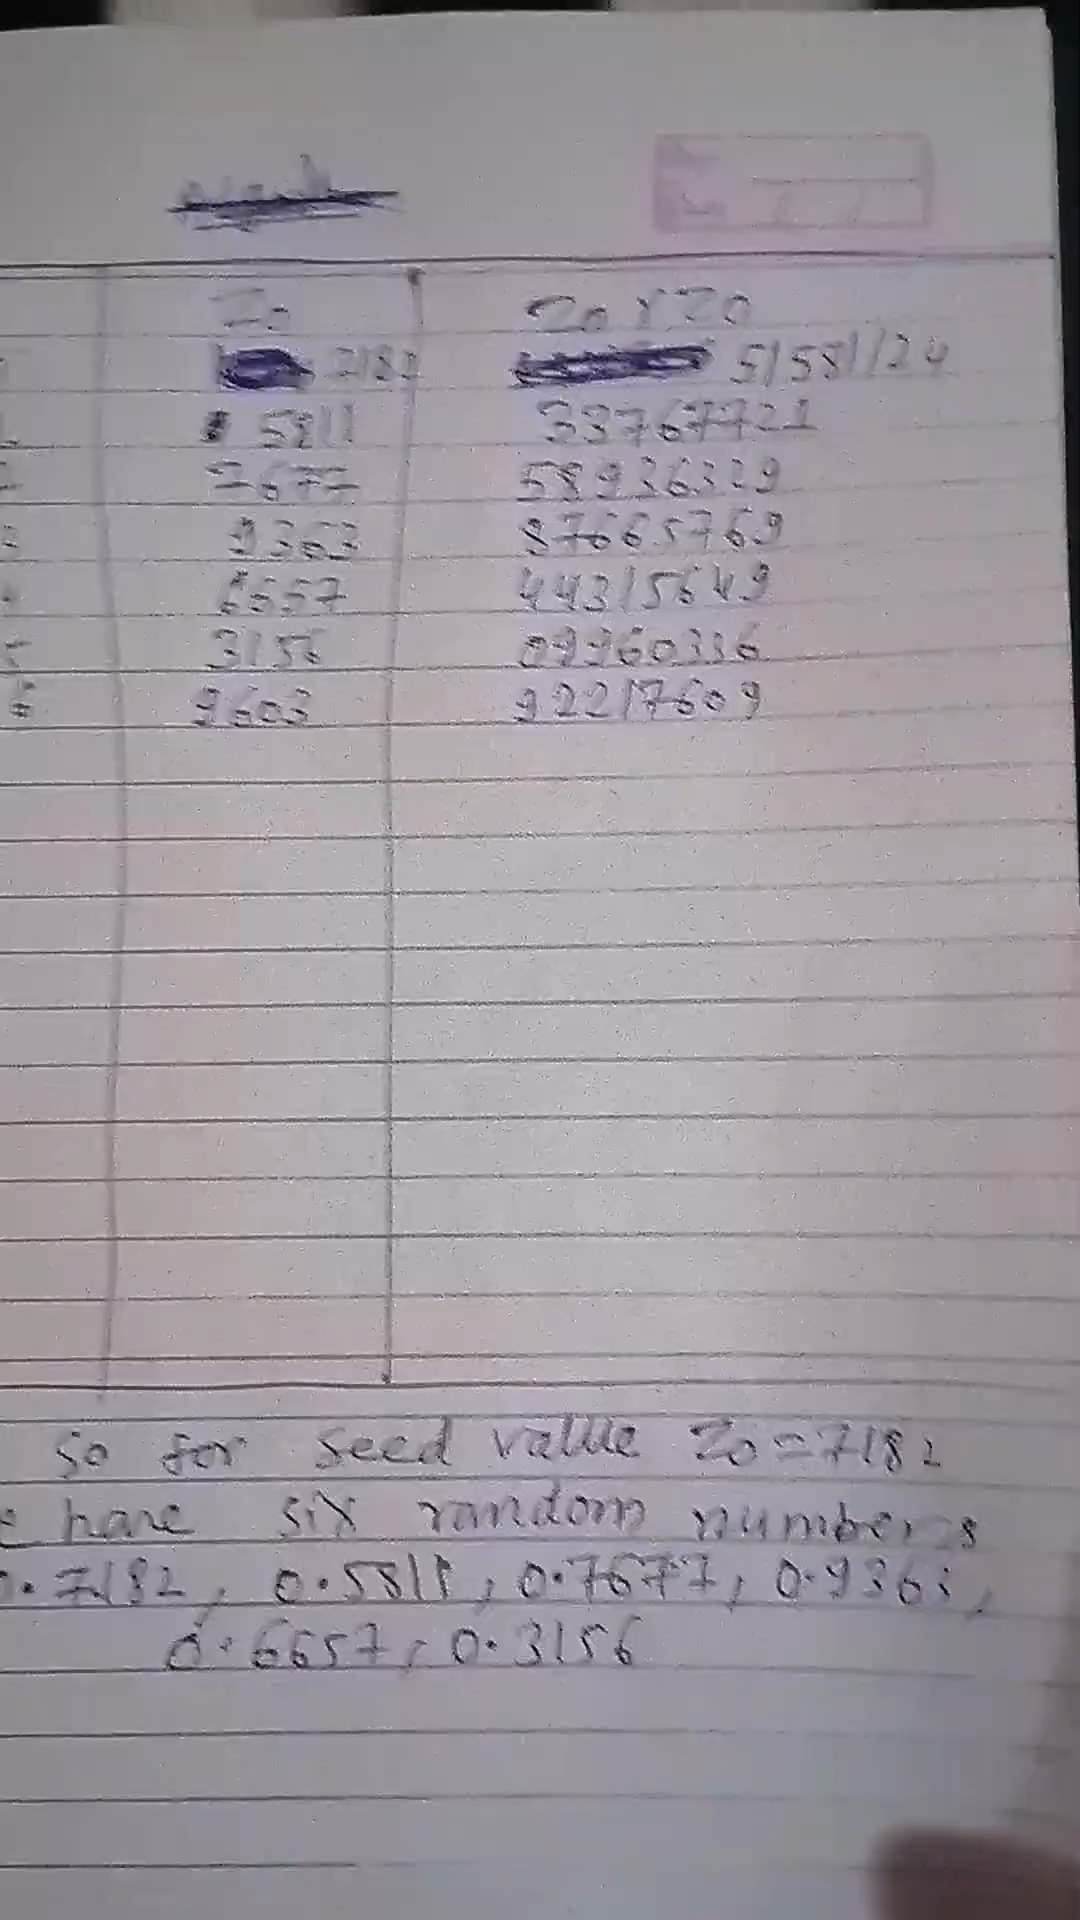 Z0 Z0 x Z0
7182 51581124
5811 33767721
7677 58936329
9363 87665769
6657 44315649
3156 09960336
6 9603 92217609
So for seed value Z0 = 7182
e have six random numbers
0.7182, 0.5811, 0.7677, 0.9363,
0.6657, 0.3156